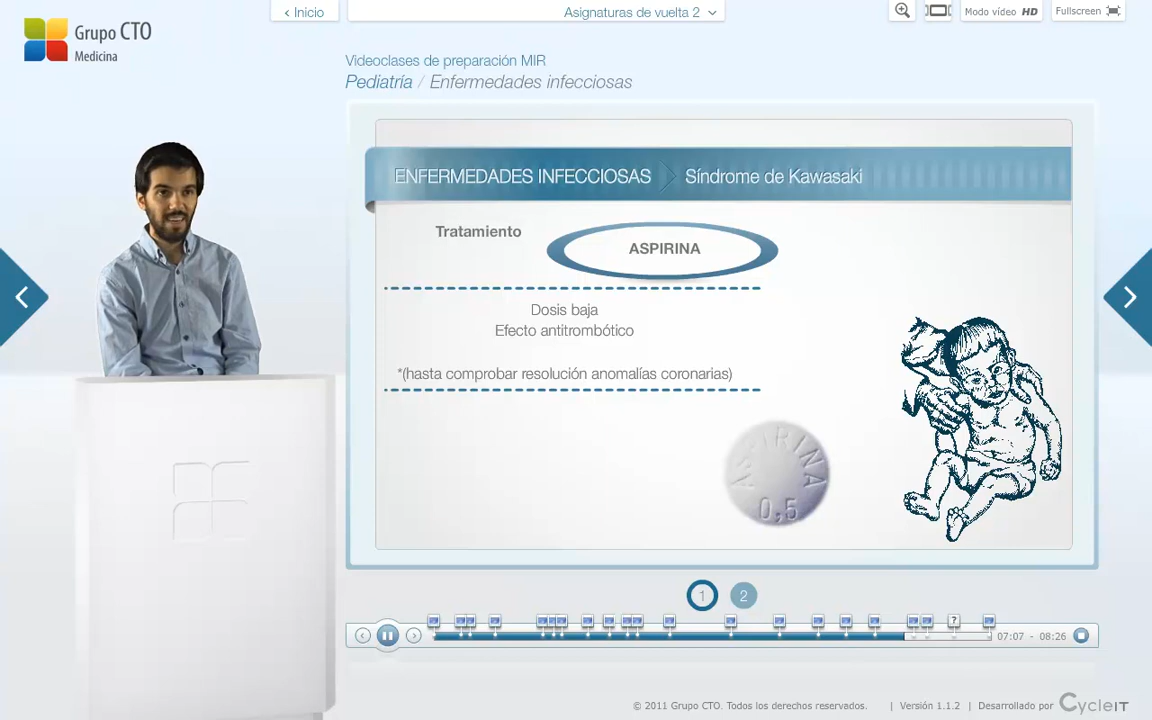 ‹ Inicio
Asignaturas de vuelta 2
Modo vídeo HD
Fullscreen
Grupo CTO
Medicina
Videoclases de preparación MIR
Pediatría / Enfermedades infecciosas
ENFERMEDADES INFECCIOSAS
Síndrome de Kawasaki
Tratamiento
ASPIRINA
Dosis baja
Efecto antitrombótico
*(hasta comprobar resolución anomalías coronarias)
ASPIRINA
0,5
1
2
?
07:07 - 08:26
© 2011 Grupo CTO. Todos los derechos reservados. | Versión 1.1.2 | Desarrollado por CycleIT